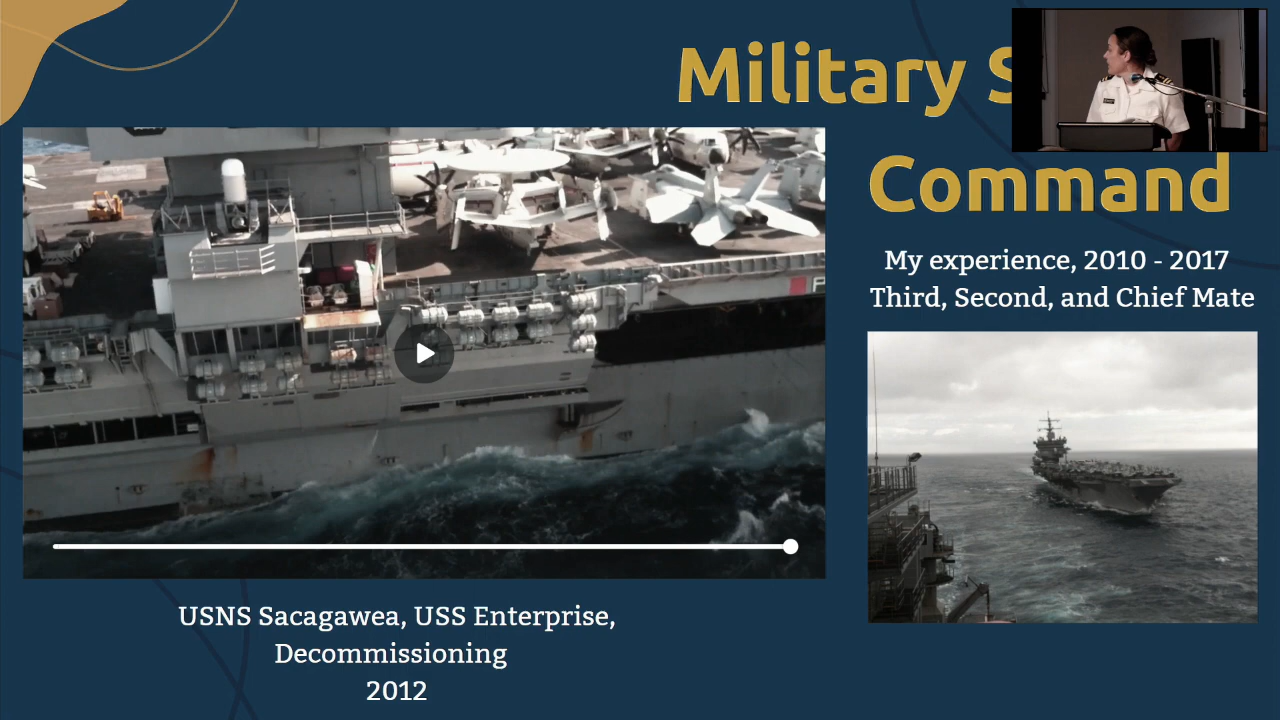 Military S
Command
My experience, 2010 - 2017
Third, Second, and Chief Mate
USNS Sacagawea, USS Enterprise,
Decommissioning
2012